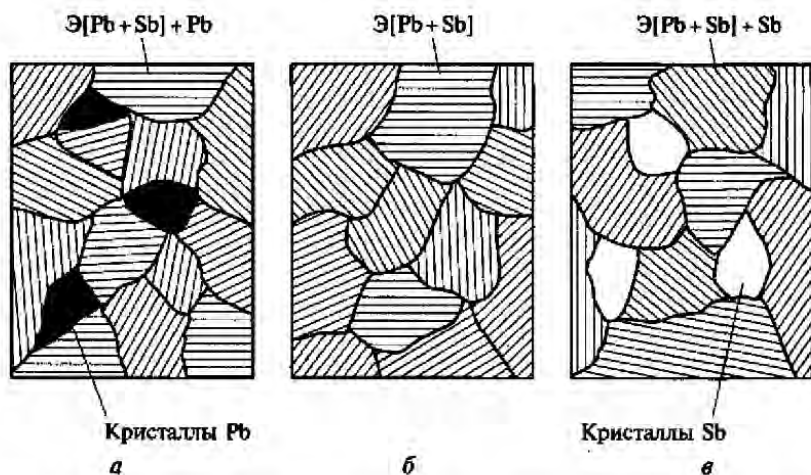 Э[Pb+Sb]+Pb
Э[Pb+Sb]
Э[Pb+Sb]+Sb
Кристаллы Pb
Кристаллы Sb
а
б
в